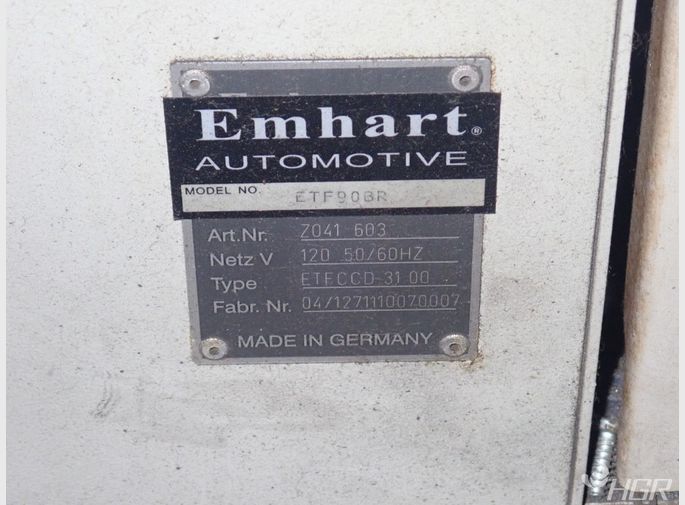 Emhart®
AUTOMOTIVE
MODEL NO. ETF90BR
Art.Nr. Z041 603
Netz V 120 50/60HZ
Type ETFCCD-31 00
Fabr. Nr. 04/1271110070007
MADE IN GERMANY
HGR